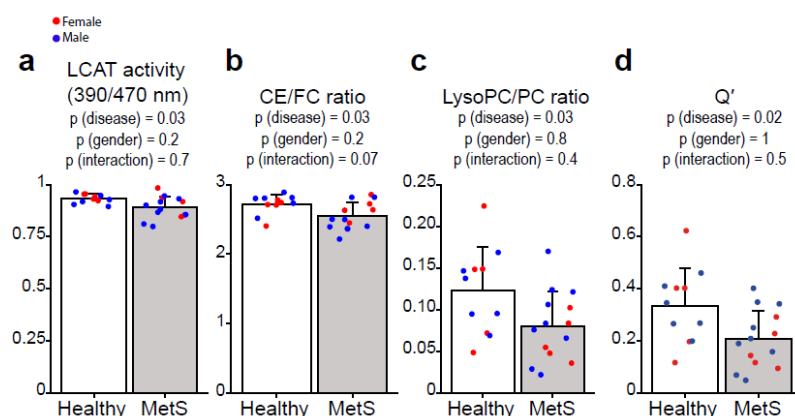 Female
Male
a
LCAT activity
(390/470 nm)
p (disease) = 0.03
p (gender) = 0.2
p (interaction) = 0.7
1
0.75
0.5
0.25
0
Healthy
MetS
b
CE/FC ratio
p (disease) = 0.03
p (gender) = 0.2
p (interaction) = 0.07
3
2
1
0
Healthy
MetS
c
LysoPC/PC ratio
p (disease) = 0.03
p (gender) = 0.8
p (interaction) = 0.4
0.25
0.20
0.15
0.10
0.05
0
Healthy
MetS
d
Q′
p (disease) = 0.02
p (gender) = 1
p (interaction) = 0.5
0.8
0.6
0.4
0.2
0
Healthy
MetS